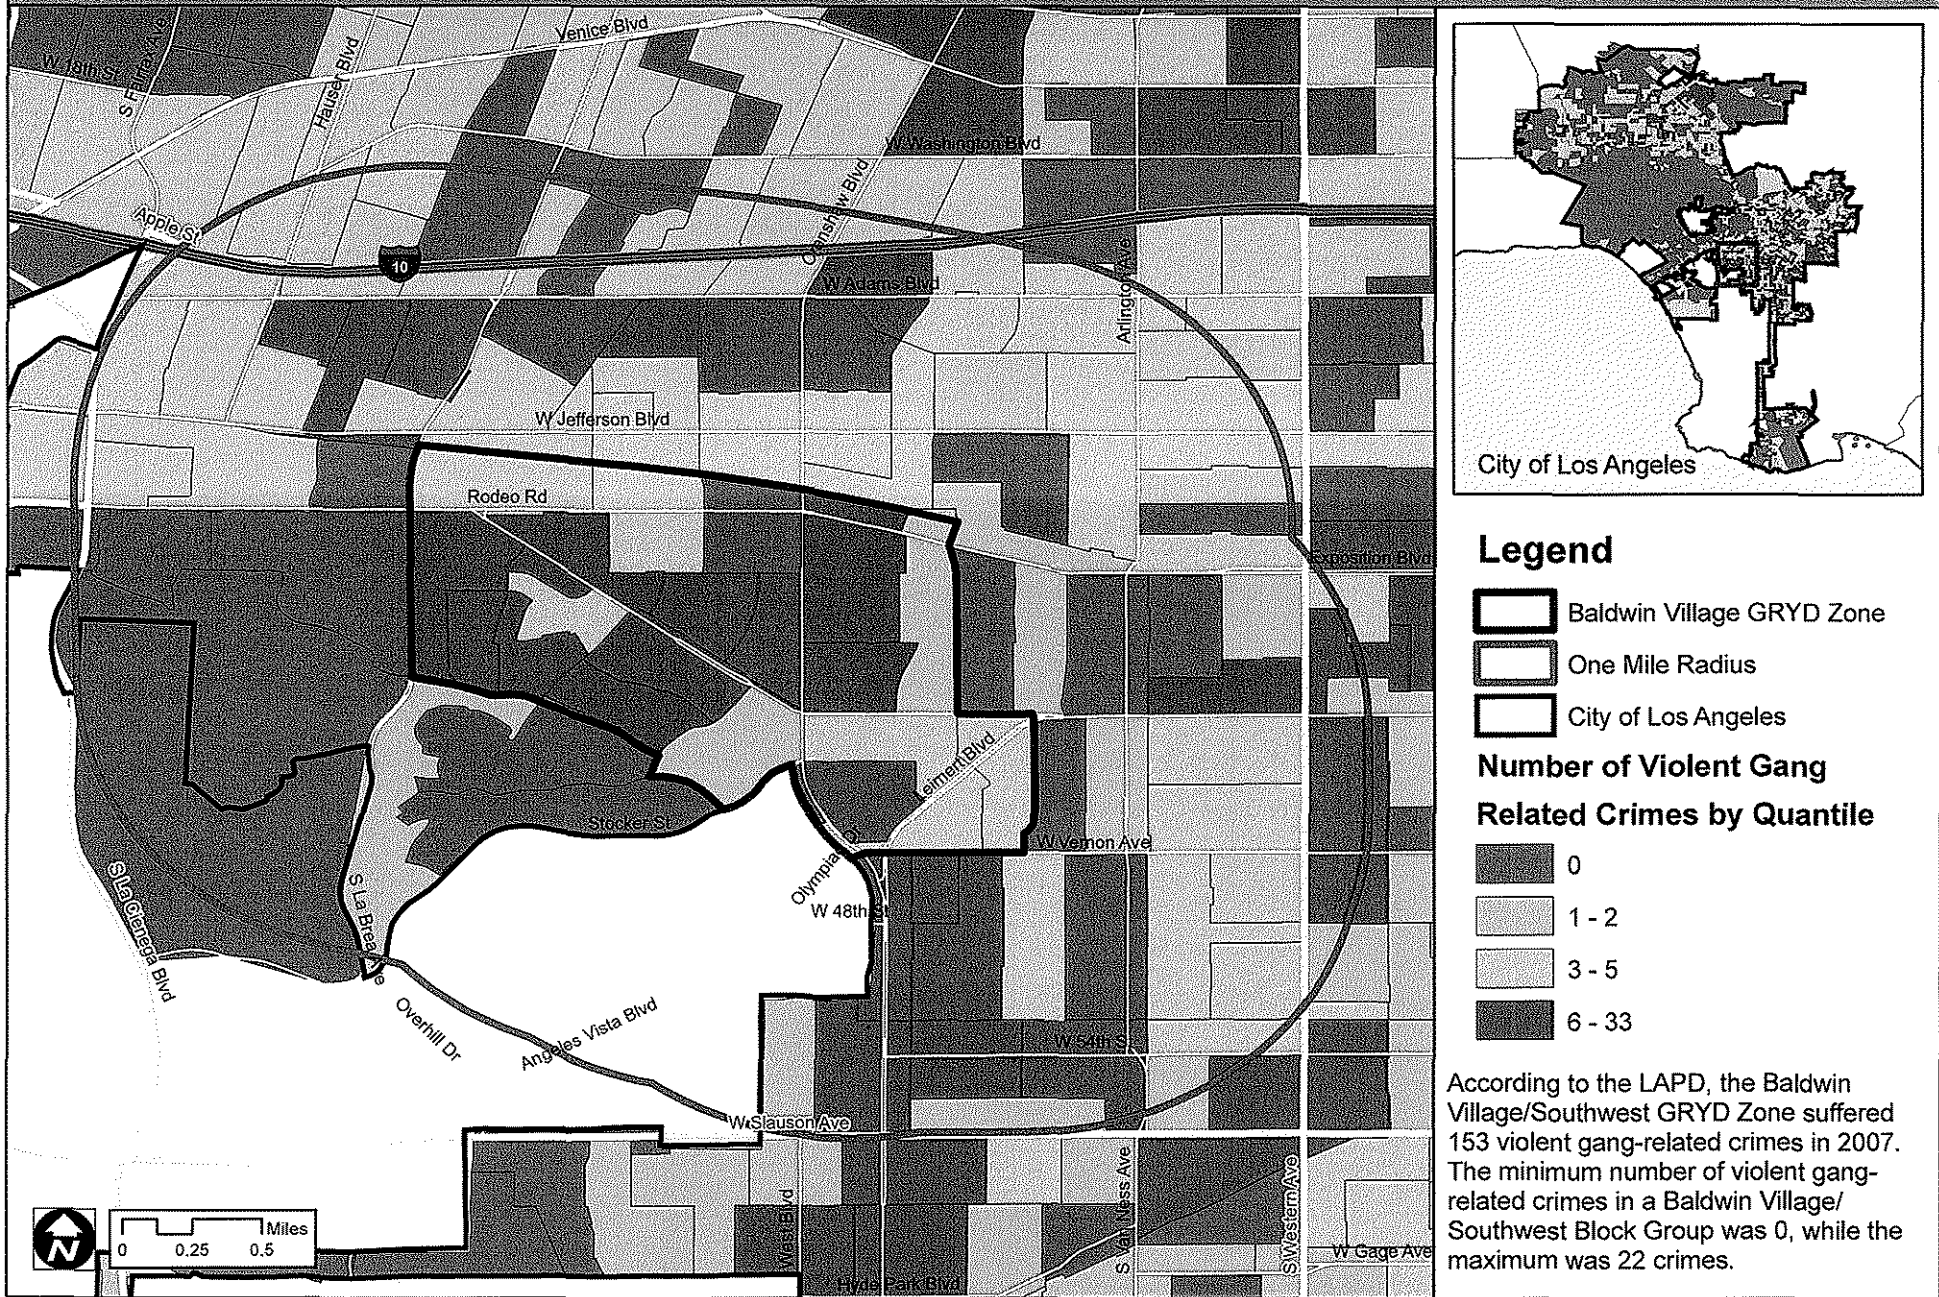 Venice Blvd
W 18th St
Hauser Blvd
W Washington Blvd
Crenshaw Blvd
Apple St
10
W Adams Blvd
Arlington Ave
W Jefferson Blvd
Rodeo Rd
Exposition Blvd
Leimert Blvd
Stocker St
W Vernon Ave
Olympiad Dr
W 48th St
S La Cienega Blvd
S La Brea Ave
Overhill Dr
Angeles Vista Blvd
W 54th St
W Slauson Ave
West Blvd
S Van Ness Ave
S Western Ave
W Gage Ave
Hyde Park Blvd
N
Miles
0 0.25 0.5
City of Los Angeles
Legend
Baldwin Village GRYD Zone
One Mile Radius
City of Los Angeles
Number of Violent Gang
Related Crimes by Quantile
0
1 - 2
3 - 5
6 - 33
According to the LAPD, the Baldwin
Village/Southwest GRYD Zone suffered
153 violent gang-related crimes in 2007.
The minimum number of violent gang-
related crimes in a Baldwin Village/
Southwest Block Group was 0, while the
maximum was 22 crimes.